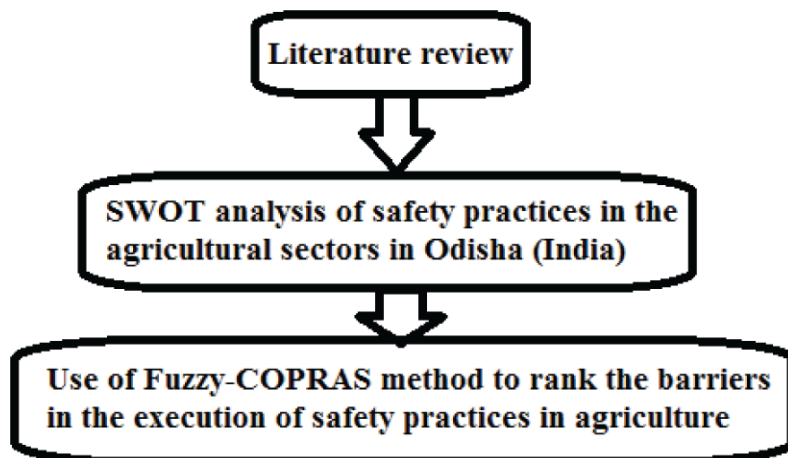 Literature review
SWOT analysis of safety practices in the
agricultural sectors in Odisha (India)
Use of Fuzzy-COPRAS method to rank the barriers
in the execution of safety practices in agriculture